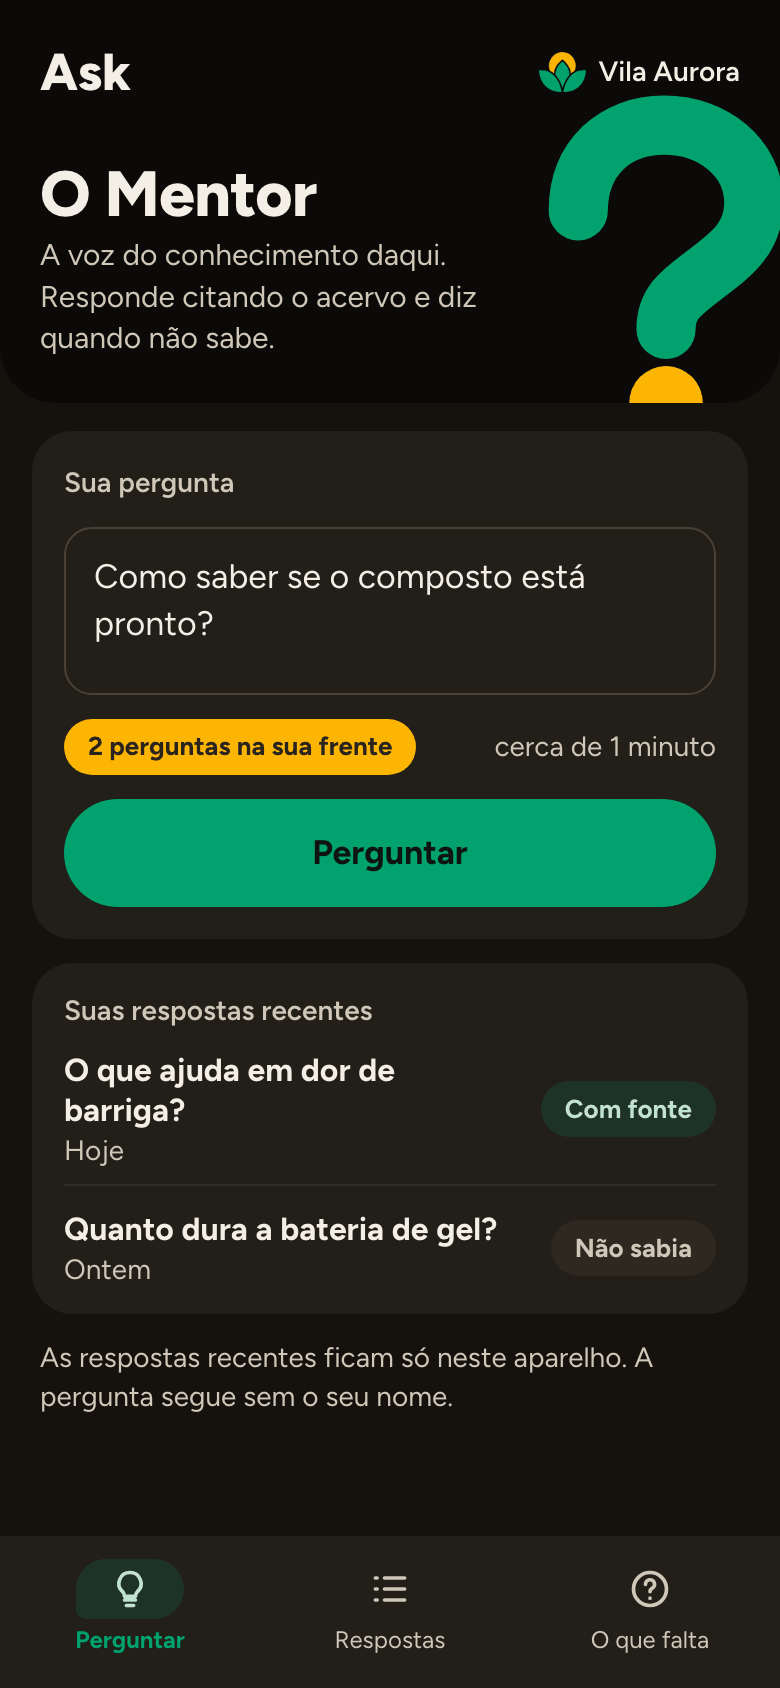 Ask
Vila Aurora
O Mentor
A voz do conhecimento daqui.
Responde citando o acervo e diz
quando não sabe.
Sua pergunta
Como saber se o composto está
pronto?
2 perguntas na sua frente
cerca de 1 minuto
Perguntar
Suas respostas recentes
O que ajuda em dor de
barriga?
Hoje
Com fonte
Quanto dura a bateria de gel?
Ontem
Não sabia
As respostas recentes ficam só neste aparelho. A
pergunta segue sem o seu nome.
Perguntar
Respostas
O que falta